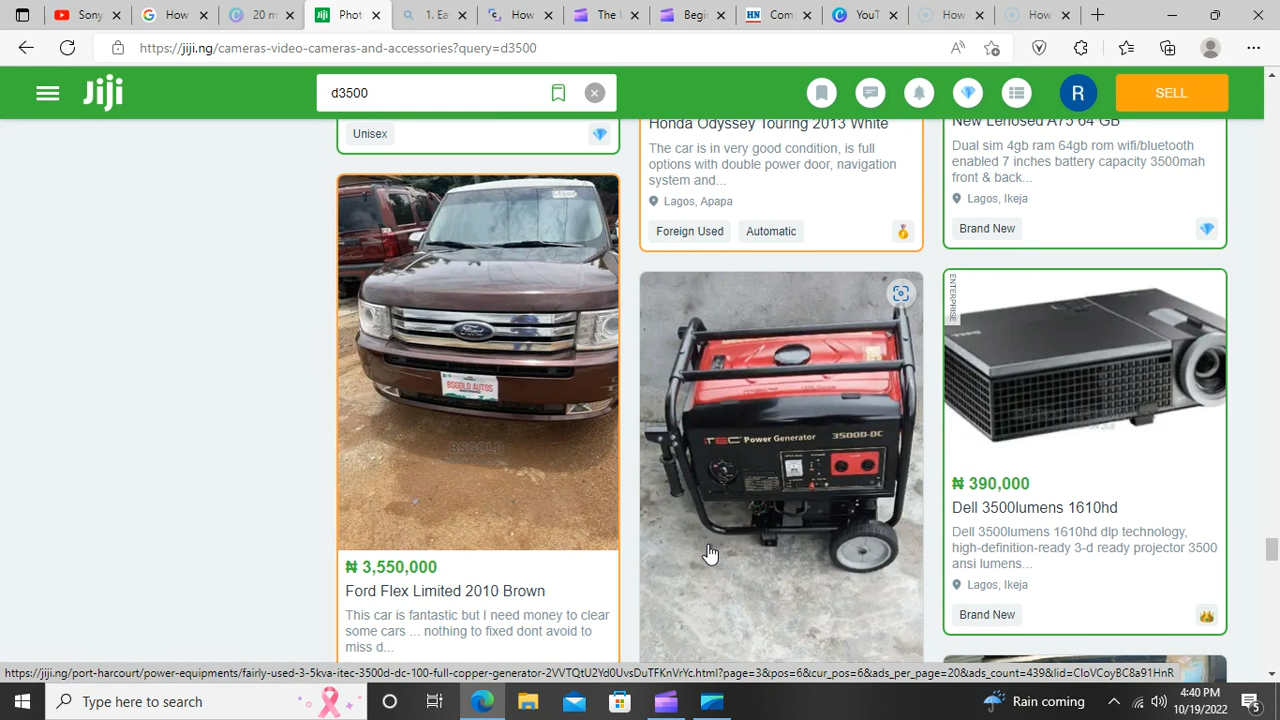 Sony
How
20 m
Phot
1. Ea
How
The U
Begi
Com
YouT
How
How
https://jiji.ng/cameras-video-cameras-and-accessories?query=d3500
JIJI
d3500
R
SELL
Unisex
Honda Odyssey Touring 2013 White
The car is in very good condition, is full
options with double power door, navigation
system and...
Lagos, Apapa
Foreign Used
Automatic
New Lenosed A75 64 GB
Dual sim 4gb ram 64gb rom wifi/bluetooth
enabled 7 inches battery capacity 3500mah
front & back...
Lagos, Ikeja
Brand New
BSGOLD AUTOS
Ford
BSGOLD
₦ 3,550,000
Ford Flex Limited 2010 Brown
This car is fantastic but I need money to clear
some cars ... nothing to fixed dont avoid to
miss d...
iTEC Power Generator 3500D-DC
ENTERPRISE
₦ 390,000
Dell 3500lumens 1610hd
Dell 3500lumens 1610hd dlp technology,
high-definition-ready 3-d ready projector 3500
ansi lumens...
Lagos, Ikeja
Brand New
https://jiji.ng/port-harcourt/power-equipments/fairly-used-3-5kva-itec-3500d-dc-100-full-copper-generator-2VVTQtU2Yd0UvsDuTFKnVrYc.html?page=3&pos=6&cur_pos=6&ads_per_page=20&ads_count=439&lid=CIoVCoyBC8a91HnR
Type here to search
Rain coming
4:40 PM
10/19/2022
5